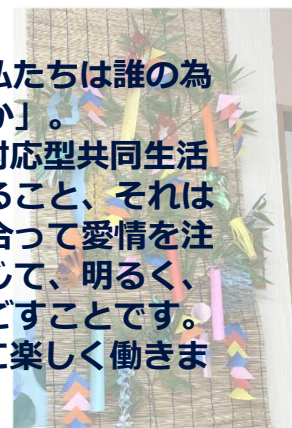 私たちは誰の為
か」。
対応型共同生活
ること、それは
合って愛情を注
じて、明るく、
ごすことです。
に楽しく働きま